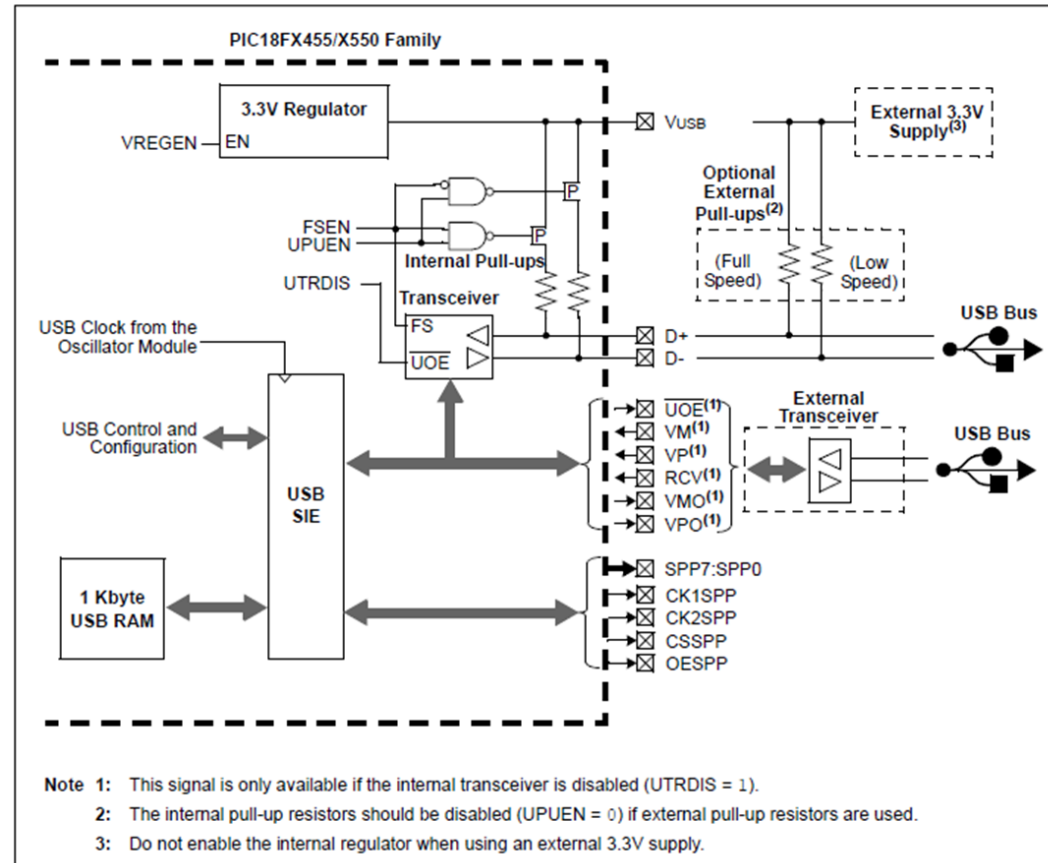 PIC18FX455/X550 Family
3.3V Regulator
VREGEN
EN
VUSB
External 3.3V
Supply(3)
Optional
External
Pull-ups(2)
P
P
FSEN
UPUEN
Internal Pull-ups
(Full
Speed)
(Low
Speed)
UTRDIS
Transceiver
FS
UOE
USB Clock from the
Oscillator Module
D+
D-
USB Bus
USB Control and
Configuration
USB
SIE
UOE(1)
VM(1)
VP(1)
RCV(1)
VMO(1)
VPO(1)
External
Transceiver
USB Bus
1 Kbyte
USB RAM
SPP7:SPP0
CK1SPP
CK2SPP
CSSPP
OESPP
Note 1: This signal is only available if the internal transceiver is disabled (UTRDIS = 1).
2: The internal pull-up resistors should be disabled (UPUEN = 0) if external pull-up resistors are used.
3: Do not enable the internal regulator when using an external 3.3V supply.